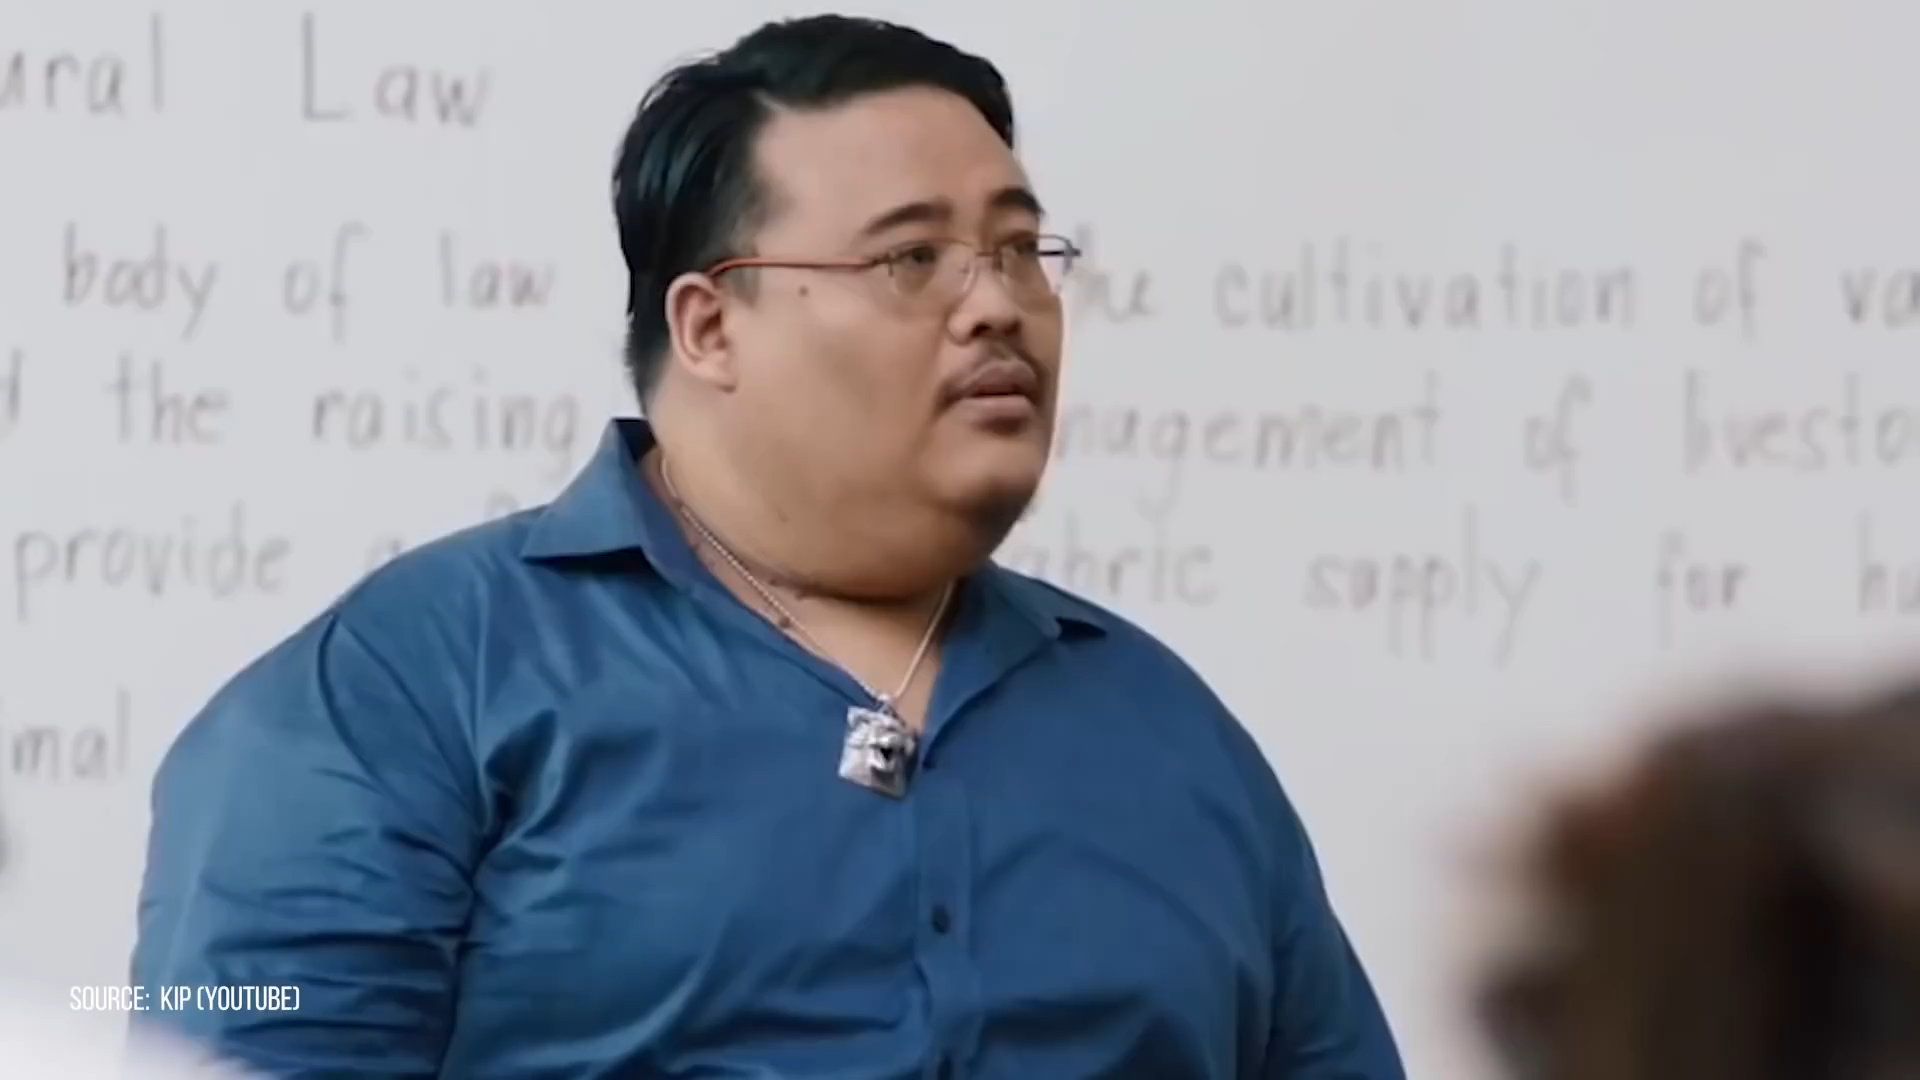 ural Law
body of law the cultivation of va
d the raising nagement of livesto
provide a abric supply for hu
imal
SOURCE: KIP (YOUTUBE)